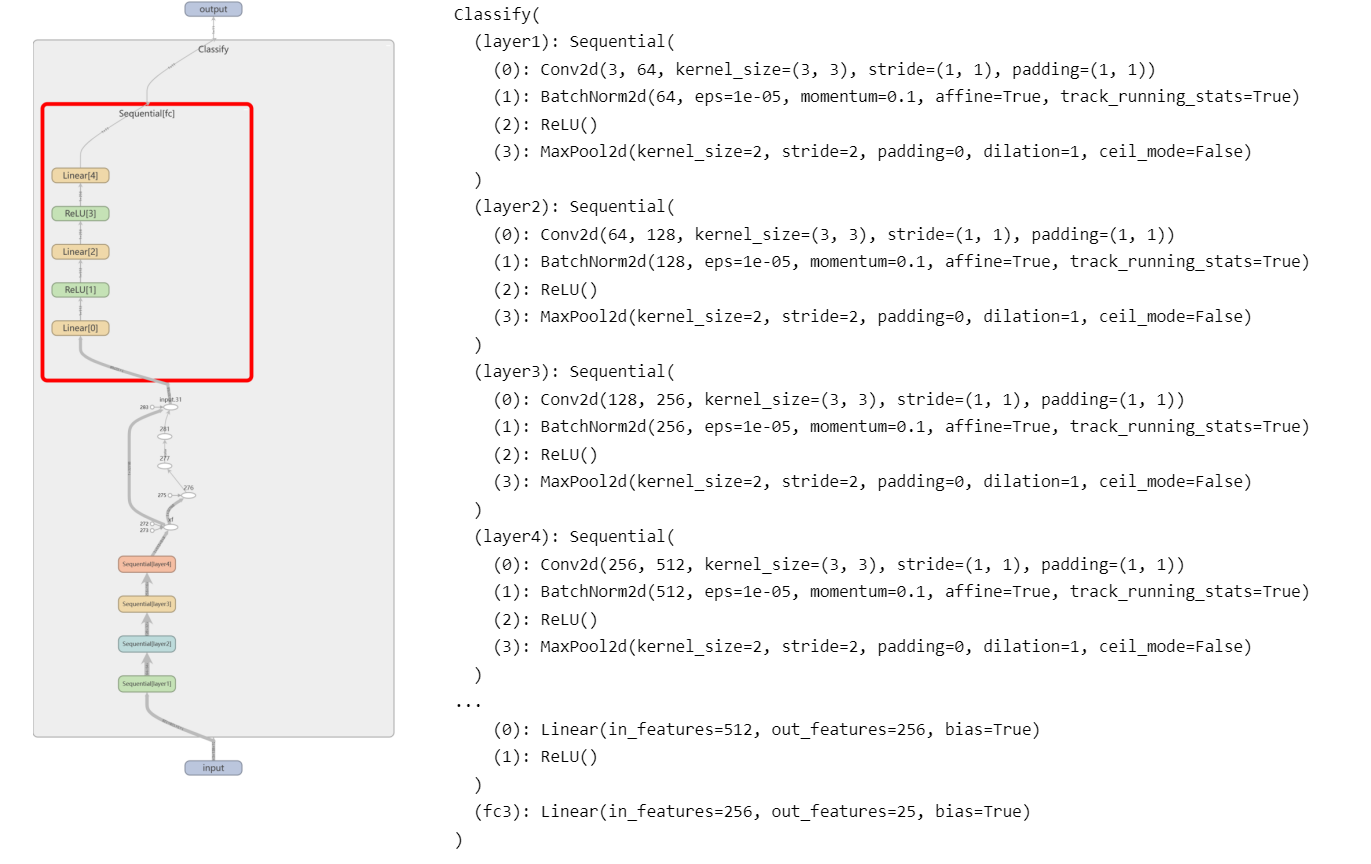 output
Classify
Sequential[fc]
Linear[4]
ReLU[3]
Linear[2]
ReLU[1]
Linear[0]
input.31
283
281
277
276
275
272
273
Sequential[layer4]
Sequential[layer3]
Sequential[layer2]
Sequential[layer1]
input
Classify(
(layer1): Sequential(
(0): Conv2d(3, 64, kernel_size=(3, 3), stride=(1, 1), padding=(1, 1))
(1): BatchNorm2d(64, eps=1e-05, momentum=0.1, affine=True, track_running_stats=True)
(2): ReLU()
(3): MaxPool2d(kernel_size=2, stride=2, padding=0, dilation=1, ceil_mode=False)
)
(layer2): Sequential(
(0): Conv2d(64, 128, kernel_size=(3, 3), stride=(1, 1), padding=(1, 1))
(1): BatchNorm2d(128, eps=1e-05, momentum=0.1, affine=True, track_running_stats=True)
(2): ReLU()
(3): MaxPool2d(kernel_size=2, stride=2, padding=0, dilation=1, ceil_mode=False)
)
(layer3): Sequential(
(0): Conv2d(128, 256, kernel_size=(3, 3), stride=(1, 1), padding=(1, 1))
(1): BatchNorm2d(256, eps=1e-05, momentum=0.1, affine=True, track_running_stats=True)
(2): ReLU()
(3): MaxPool2d(kernel_size=2, stride=2, padding=0, dilation=1, ceil_mode=False)
)
(layer4): Sequential(
(0): Conv2d(256, 512, kernel_size=(3, 3), stride=(1, 1), padding=(1, 1))
(1): BatchNorm2d(512, eps=1e-05, momentum=0.1, affine=True, track_running_stats=True)
(2): ReLU()
(3): MaxPool2d(kernel_size=2, stride=2, padding=0, dilation=1, ceil_mode=False)
)
...
(0): Linear(in_features=512, out_features=256, bias=True)
(1): ReLU()
)
(fc3): Linear(in_features=256, out_features=25, bias=True)
)